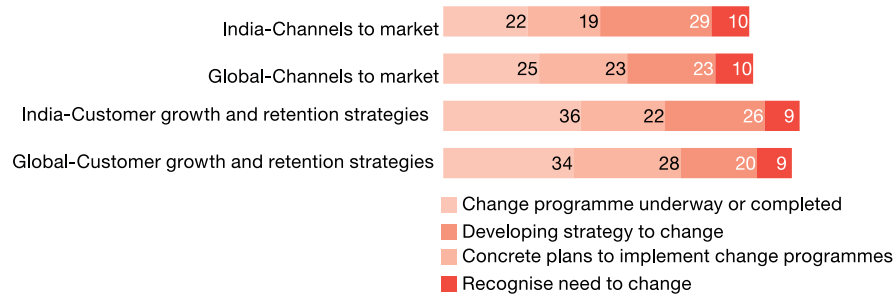 India-Channels to market 22 19 29 10
Global-Channels to market 25 23 23 10
India-Customer growth and retention strategies 36 22 26 9
Global-Customer growth and retention strategies 34 28 20 9
Change programme underway or completed
Developing strategy to change
Concrete plans to implement change programmes
Recognise need to change